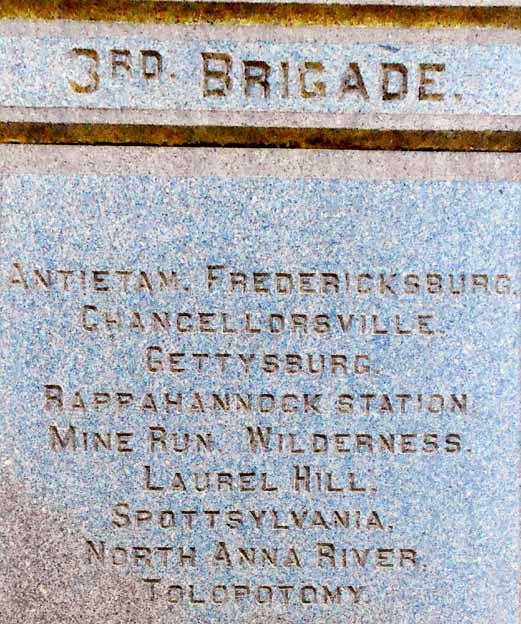 3RD. BRIGADE.
ANTIETAM. FREDERICKSBURG.
CHANCELLORSVILLE.
GETTYSBURG.
RAPPAHANNOCK STATION.
MINE RUN. WILDERNESS.
LAUREL HILL.
SPOTTSYLVANIA.
NORTH ANNA RIVER.
TOLOPOTOMY.